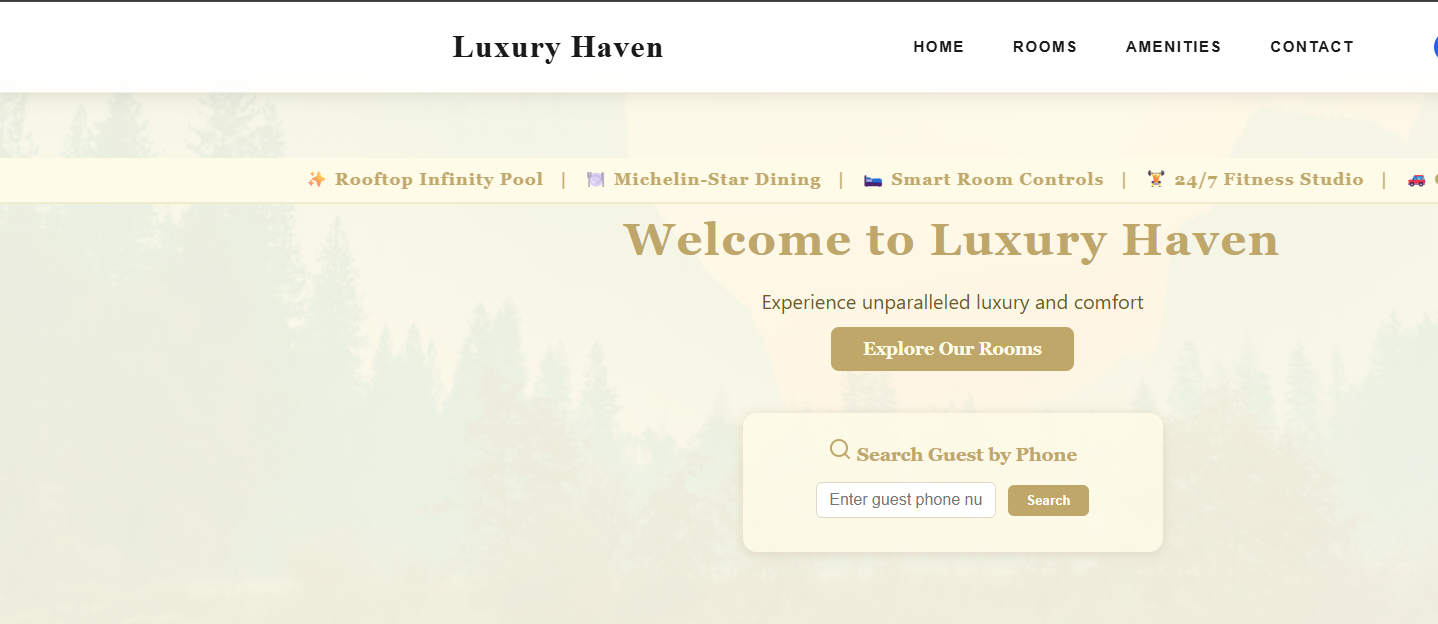 Luxury Haven
HOME ROOMS AMENITIES CONTACT
✨ Rooftop Infinity Pool | 🍽️ Michelin-Star Dining | 🛏️ Smart Room Controls | 🏋️ 24/7 Fitness Studio | 🚗
Welcome to Luxury Haven
Experience unparalleled luxury and comfort
Explore Our Rooms
Search Guest by Phone
Enter guest phone nu
Search